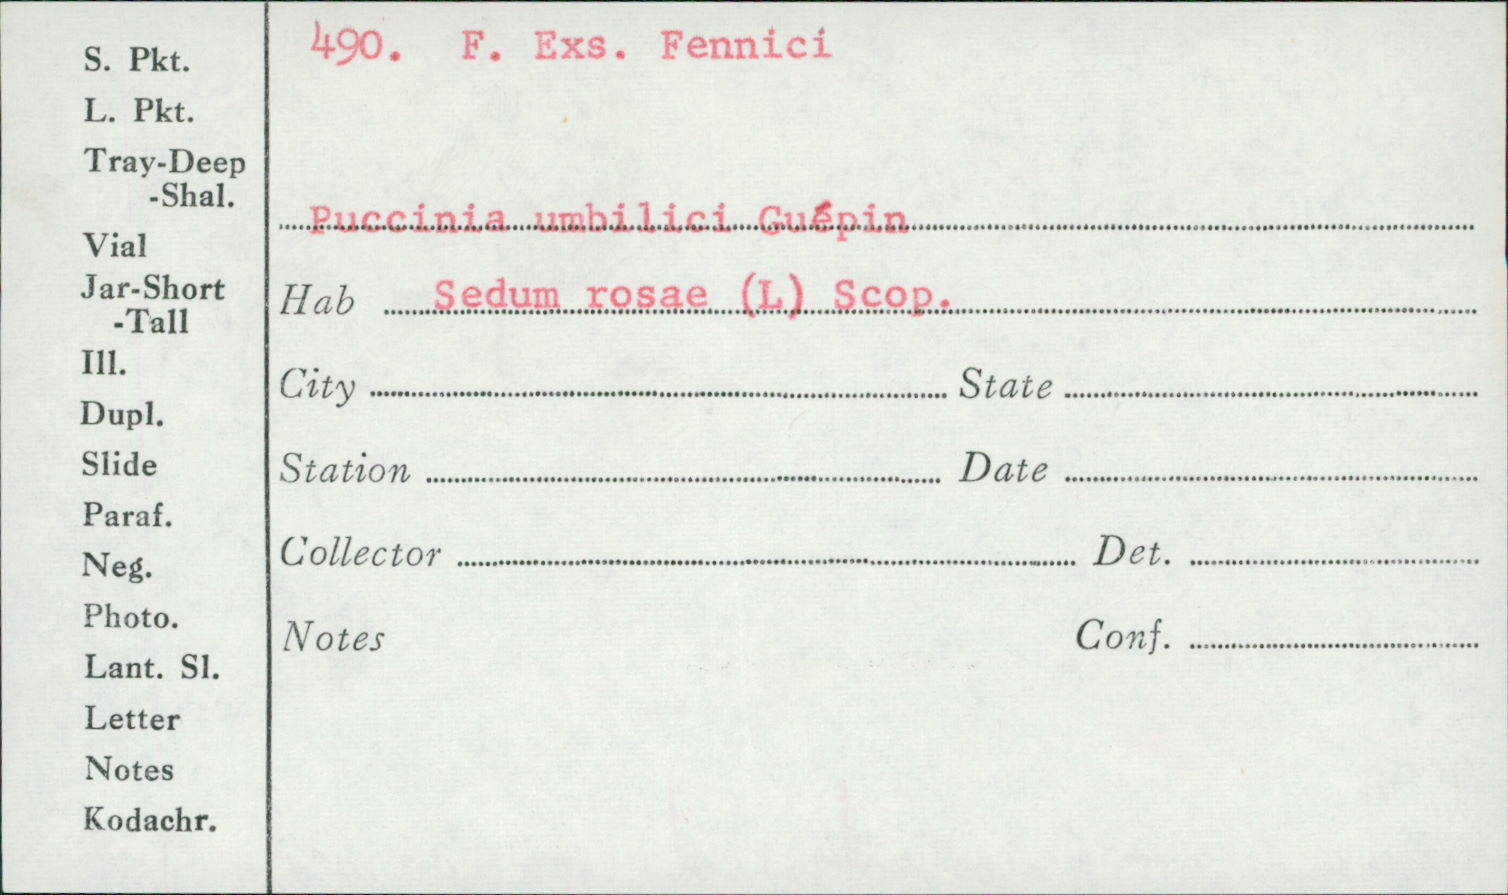 490. F. Exs. Fennici
S. Pkt.
L. Pkt.
Tray-Deep
-Shal.
Puccinia umbilici Guépin
Vial
Jar-Short
-Tall
Hab Sedum rosae (L) Scop.
Ill.
City State
Dupl.
Slide
Station Date
Paraf.
Collector Det.
Neg.
Photo.
Notes Conf.
Lant. Sl.
Letter
Notes
Kodachr.